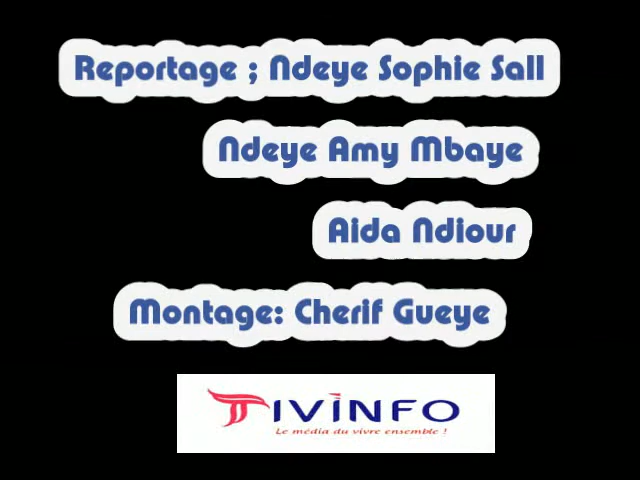 Reportage ; Ndeye Sophie Sall
Ndeye Amy Mbaye
Aida Ndiour
Montage: Cherif Gueye
TIVINFO
Le média du vivre ensemble !